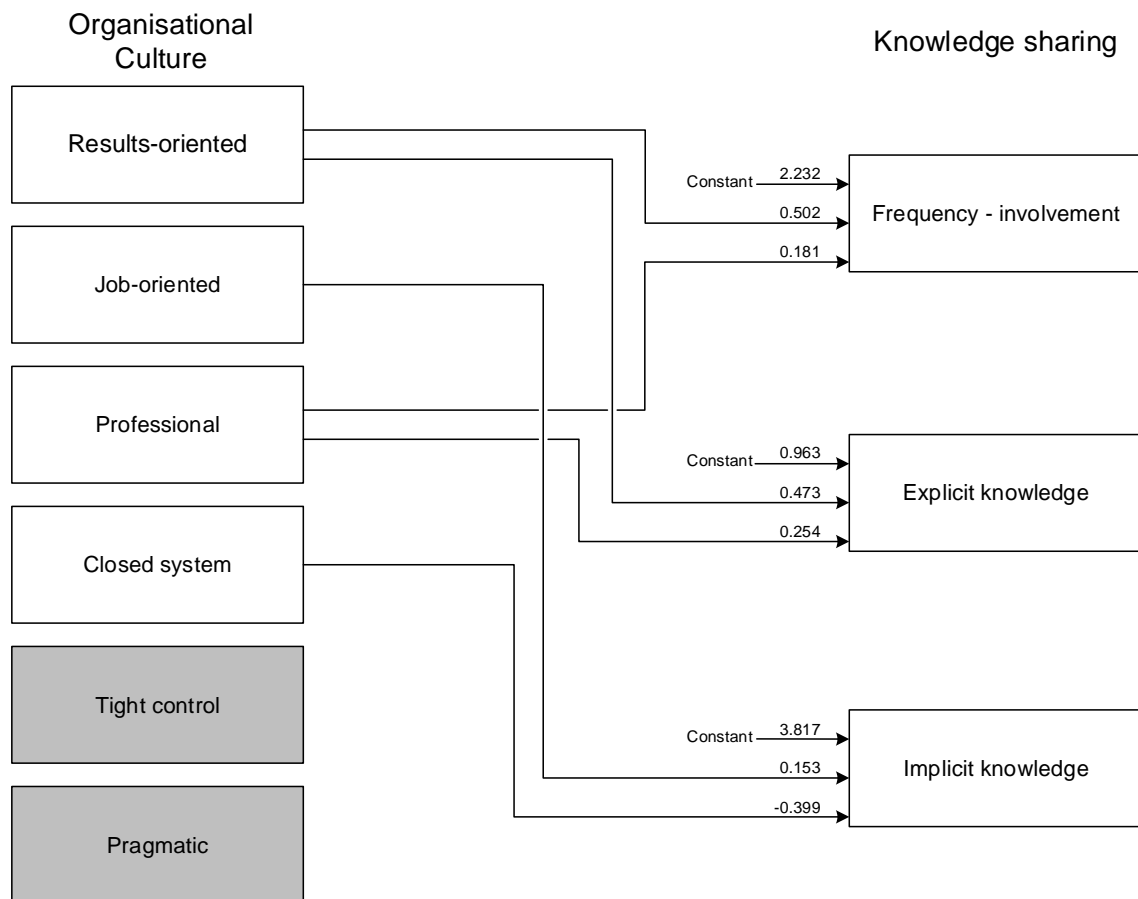 Organisational
Culture
Knowledge sharing
Results-oriented
Constant 2.232
0.502
0.181
Frequency - involvement
Job-oriented
Professional
Constant 0.963
0.473
0.254
Explicit knowledge
Closed system
Tight control
Constant 3.817
0.153
-0.399
Implicit knowledge
Pragmatic